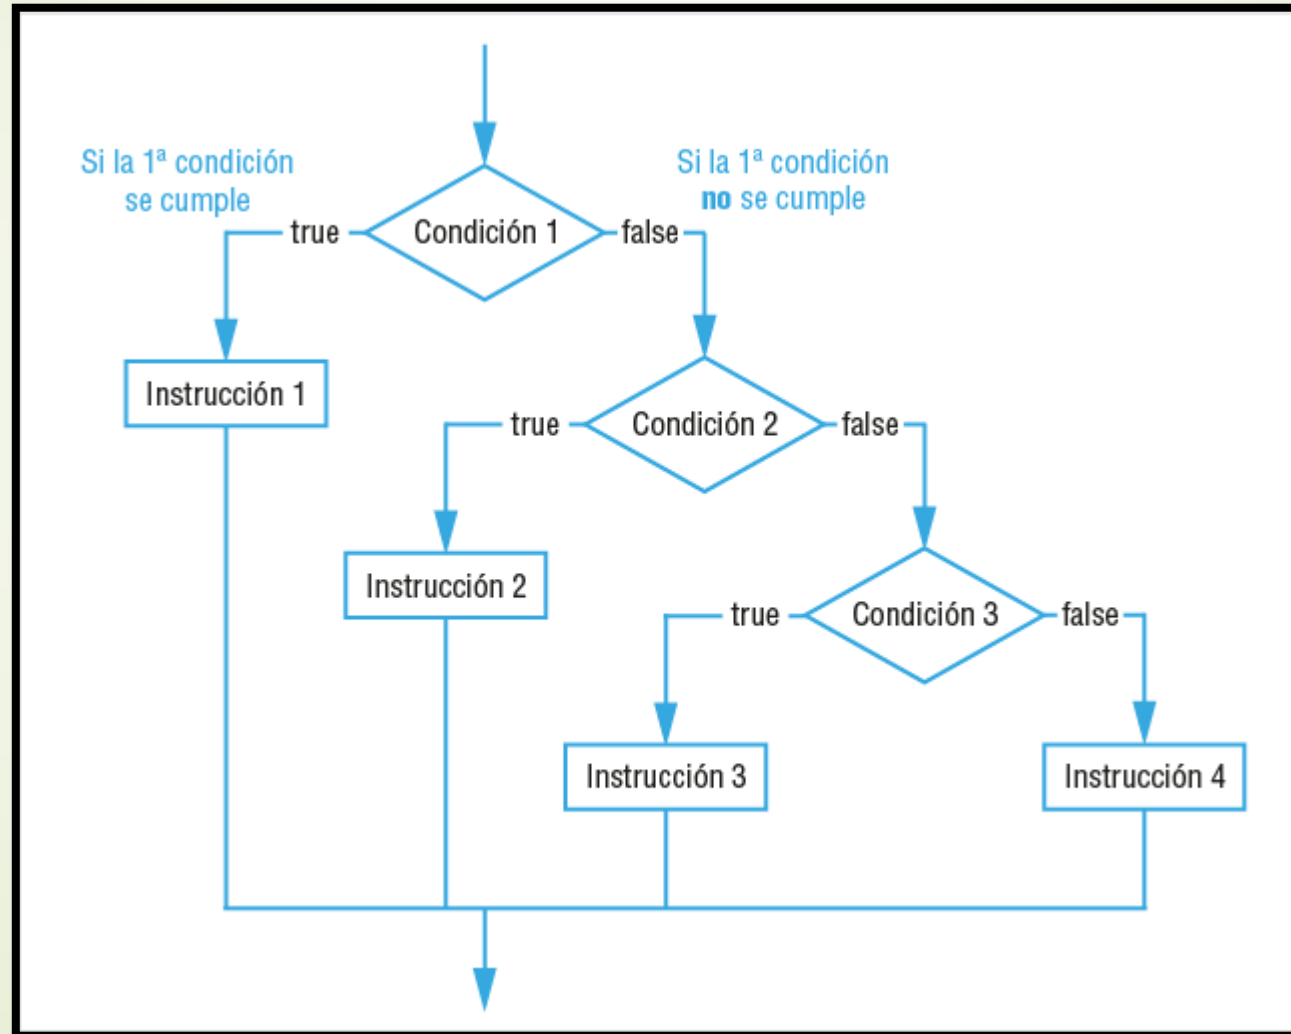 Si la 1ª condición
se cumple
Si la 1ª condición
no se cumple
true
Condición 1
false
Instrucción 1
true
Condición 2
false
Instrucción 2
true
Condición 3
false
Instrucción 3
Instrucción 4